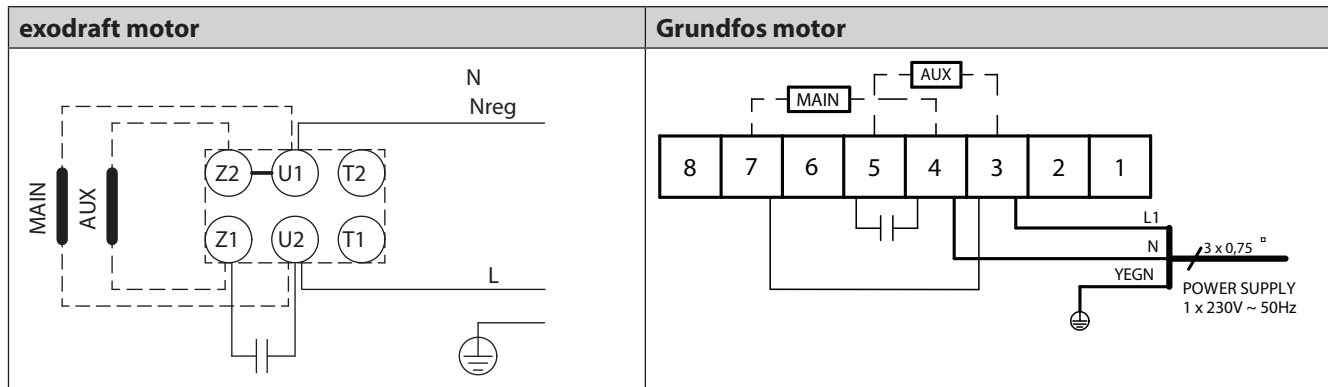 exodraft motor
N
Nreg
MAIN
AUX
Z2
U1
T2
Z1
U2
T1
L
Grundfos motor
AUX
MAIN
8 7 6 5 4 3 2 1
L1
N
3 x 0,75 ¤
YEGN
POWER SUPPLY
1 x 230V ~ 50Hz